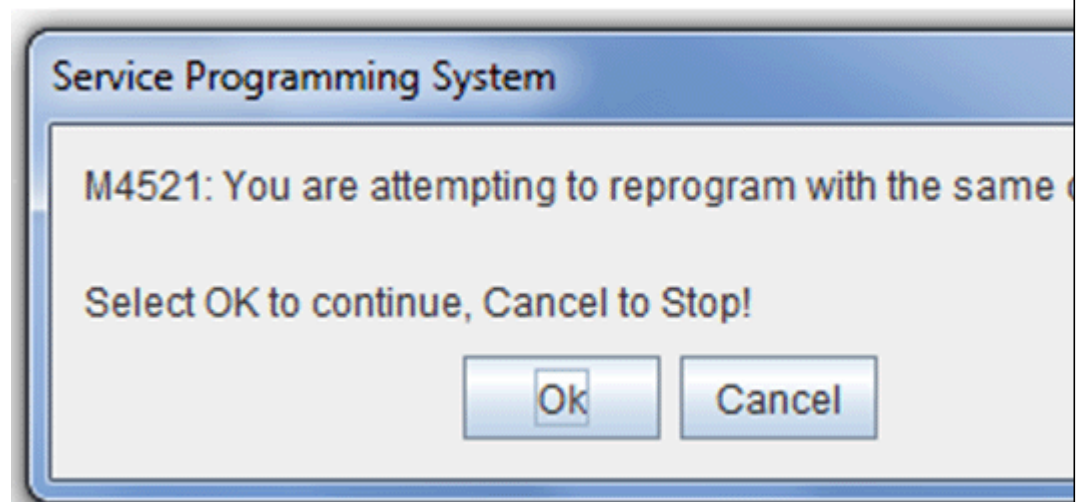 Service Programming System
M4521: You are attempting to reprogram with the same
Select OK to continue, Cancel to Stop!
Ok Cancel